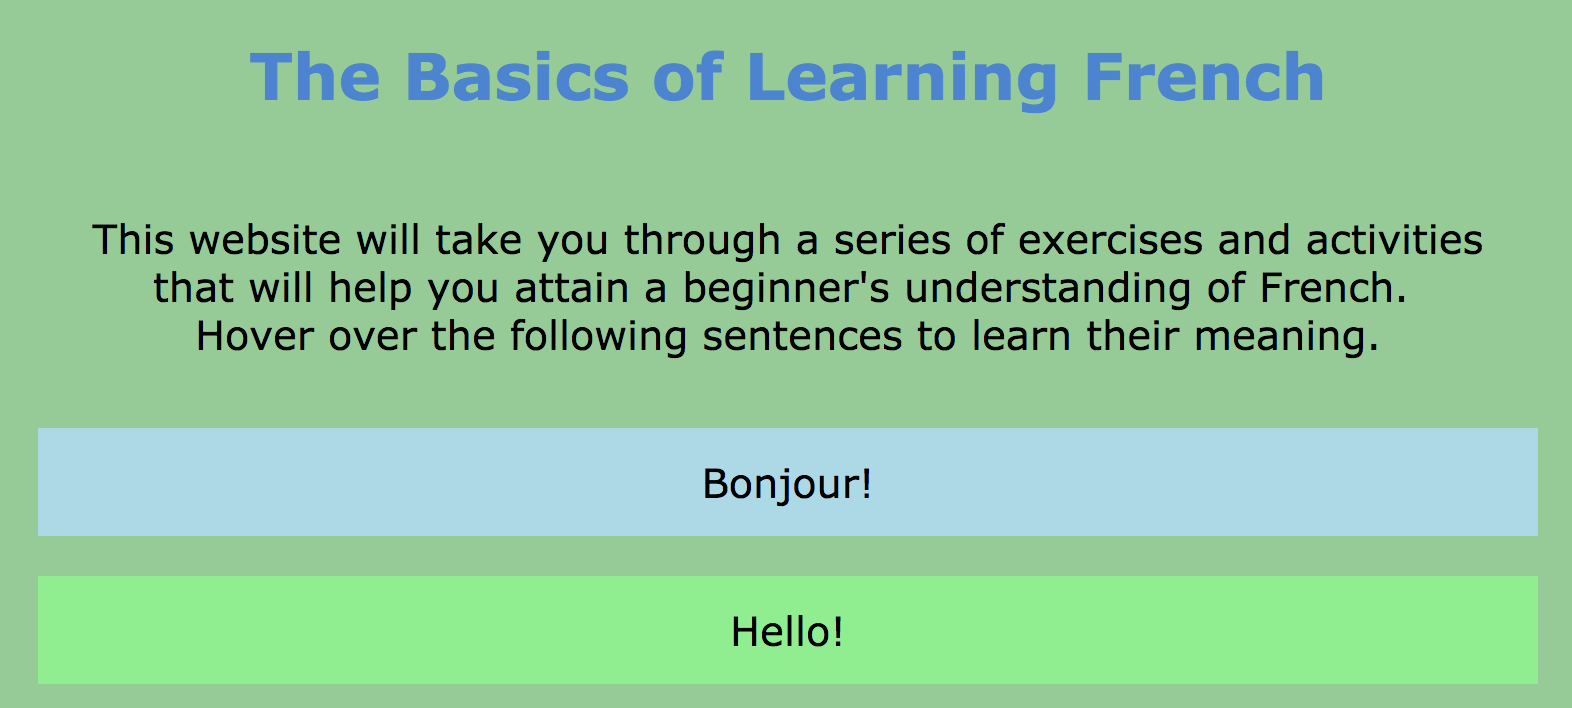 The Basics of Learning French
This website will take you through a series of exercises and activities
that will help you attain a beginner's understanding of French.
Hover over the following sentences to learn their meaning.
Bonjour!
Hello!